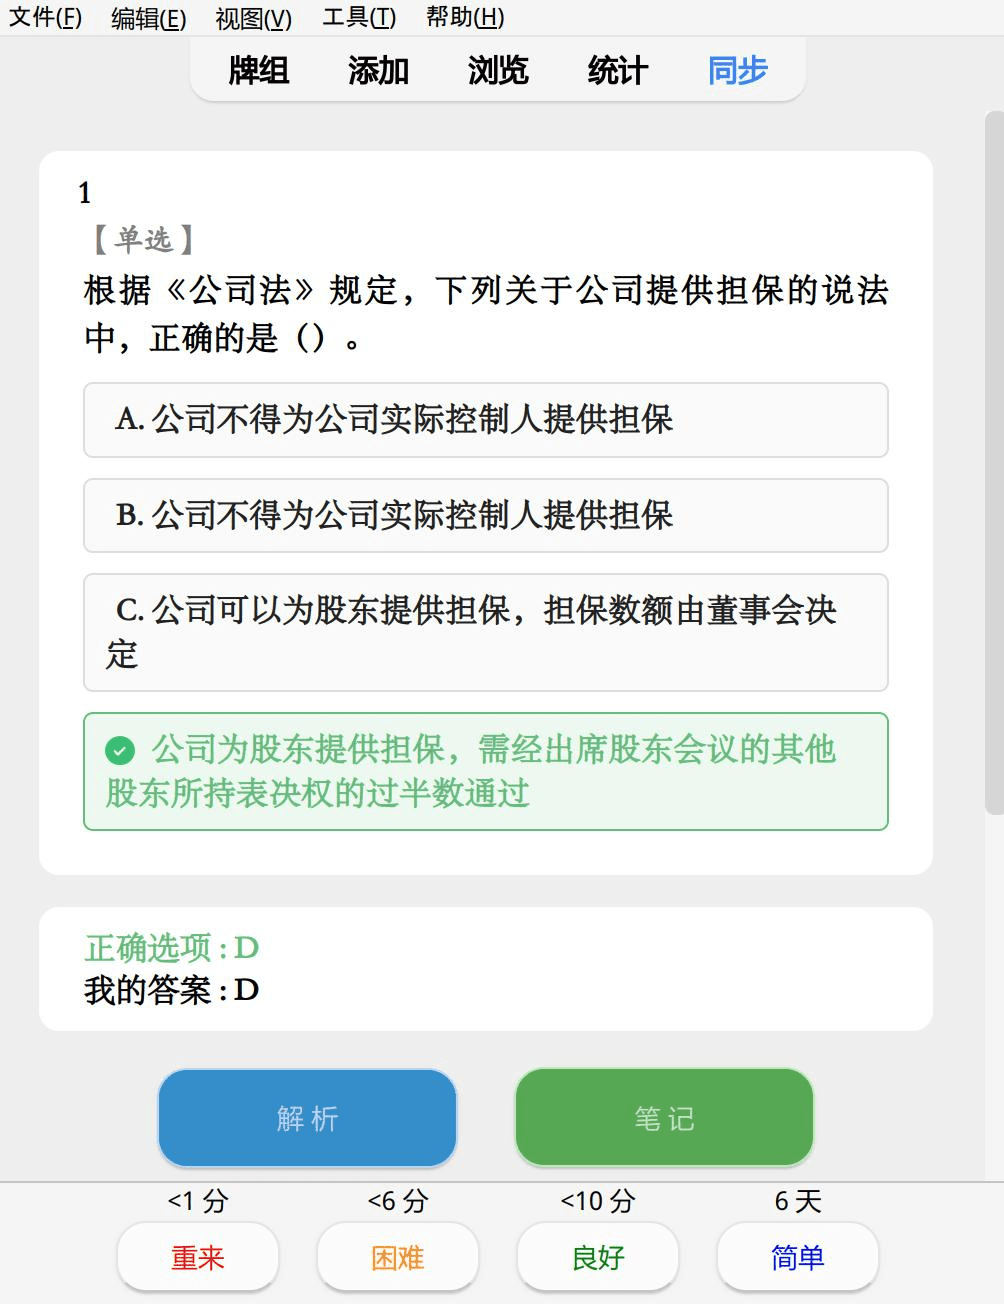 文件(F) 编辑(E) 视图(V) 工具(T) 帮助(H)
牌组 添加 浏览 统计 同步
1
【单选】
根据《公司法》规定，下列关于公司提供担保的说法
中，正确的是（）。
A. 公司不得为公司实际控制人提供担保
B. 公司不得为公司实际控制人提供担保
C. 公司可以为股东提供担保，担保数额由董事会决
定
公司为股东提供担保，需经出席股东会议的其他
股东所持表决权的过半数通过
正确选项 : D
我的答案 : D
解 析 笔 记
<1 分 <6 分 <10 分 6 天
重来 困难 良好 简单